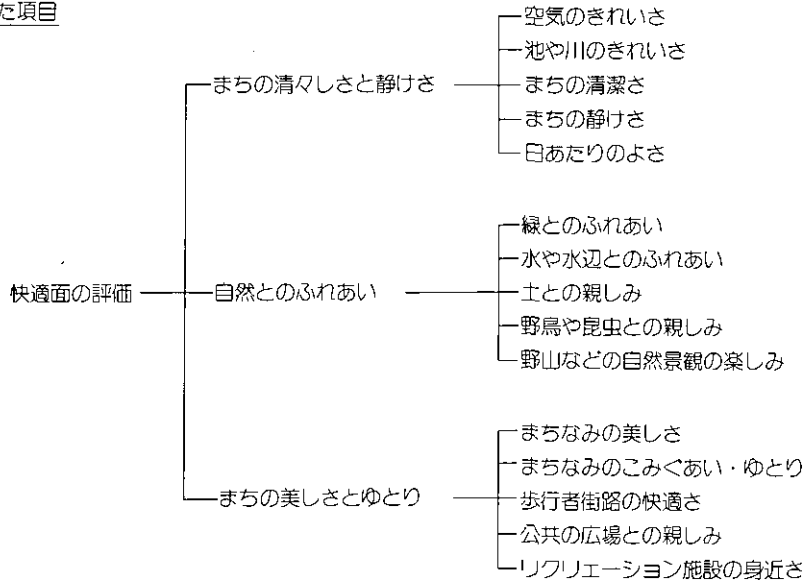 た項目
空気のきれいさ
池や川のきれいさ
まちの清々しさと静けさ
まちの清潔さ
まちの静けさ
日あたりのよさ
緑とのふれあい
水や水辺とのふれあい
快適面の評価
自然とのふれあい
土との親しみ
野鳥や昆虫との親しみ
野山などの自然景観の楽しみ
まちなみの美しさ
まちなみのこみぐあい・ゆとり
まちの美しさとゆとり
歩行者街路の快適さ
公共の広場との親しみ
リクリェーション施設の身近さ